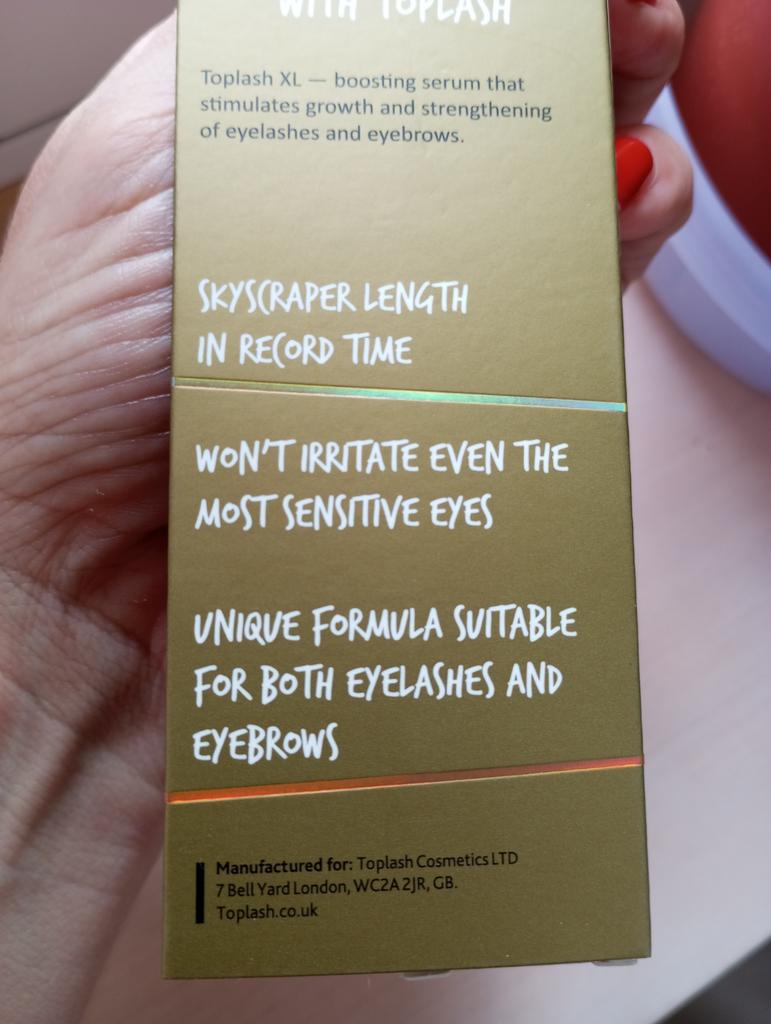 WITH TOPLASH
Toplash XL — boosting serum that
stimulates growth and strengthening
of eyelashes and eyebrows.
SKYSCRAPER LENGTH
IN RECORD TIME
WON'T IRRITATE EVEN THE
MOST SENSITIVE EYES
UNIQUE FORMULA SUITABLE
FOR BOTH EYELASHES AND
EYEBROWS
Manufactured for: Toplash Cosmetics LTD
7 Bell Yard London, WC2A 2JR, GB.
Toplash.co.uk